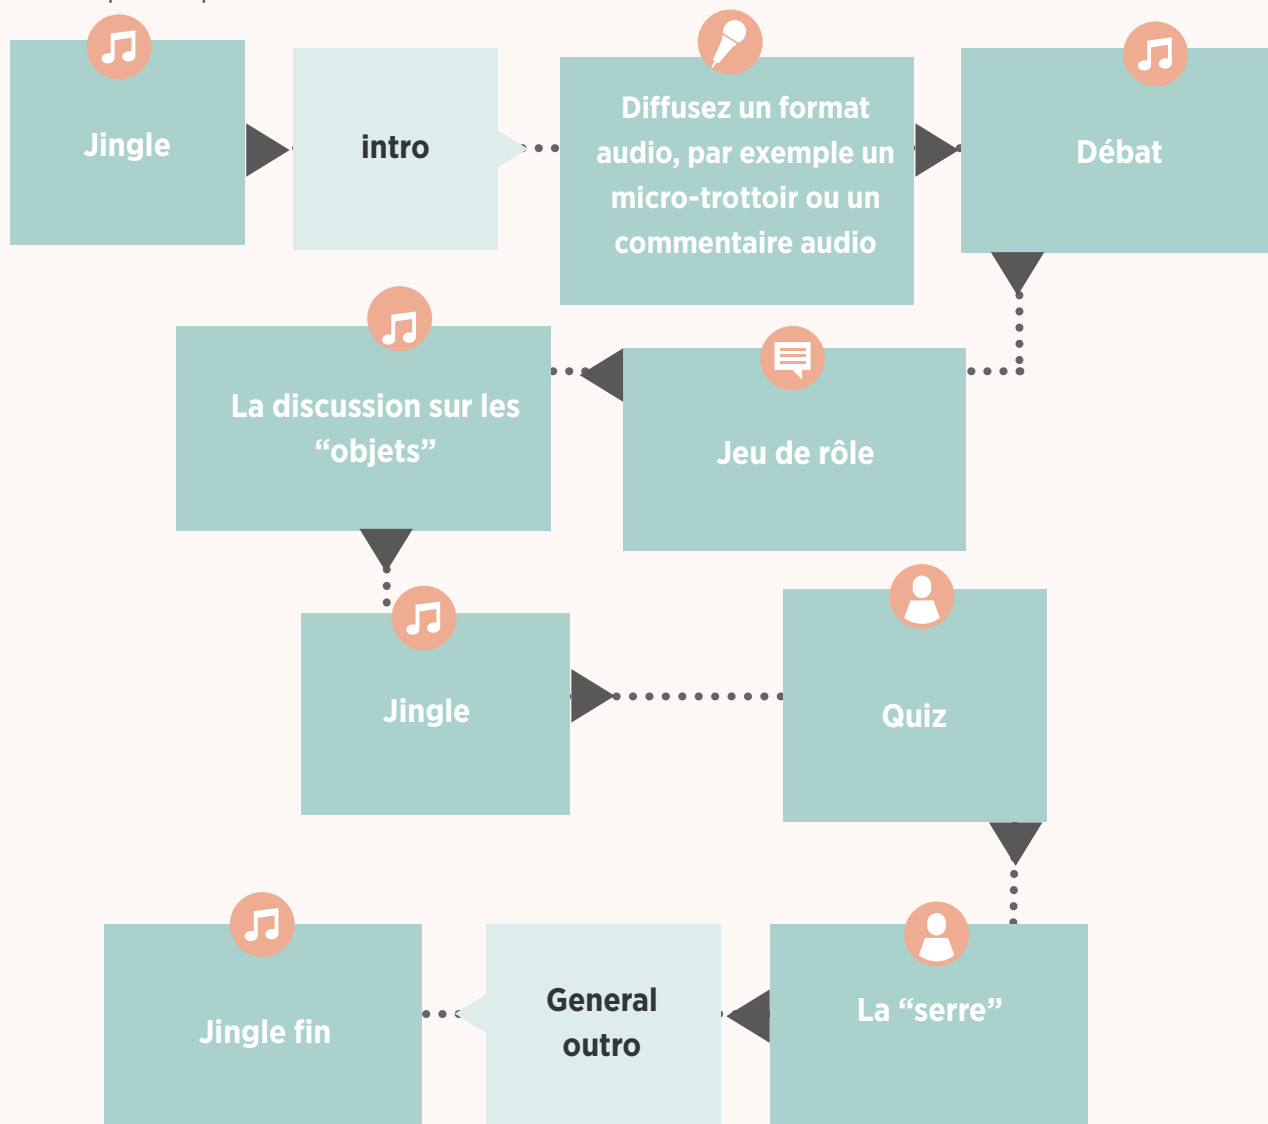 Jingle
intro
Diffusez un format
audio, par exemple un
micro-trottoir ou un
commentaire audio
Débat
Jeu de rôle
La discussion sur les
“objets”
Jingle
Quiz
La “serre”
General
outro
Jingle fin